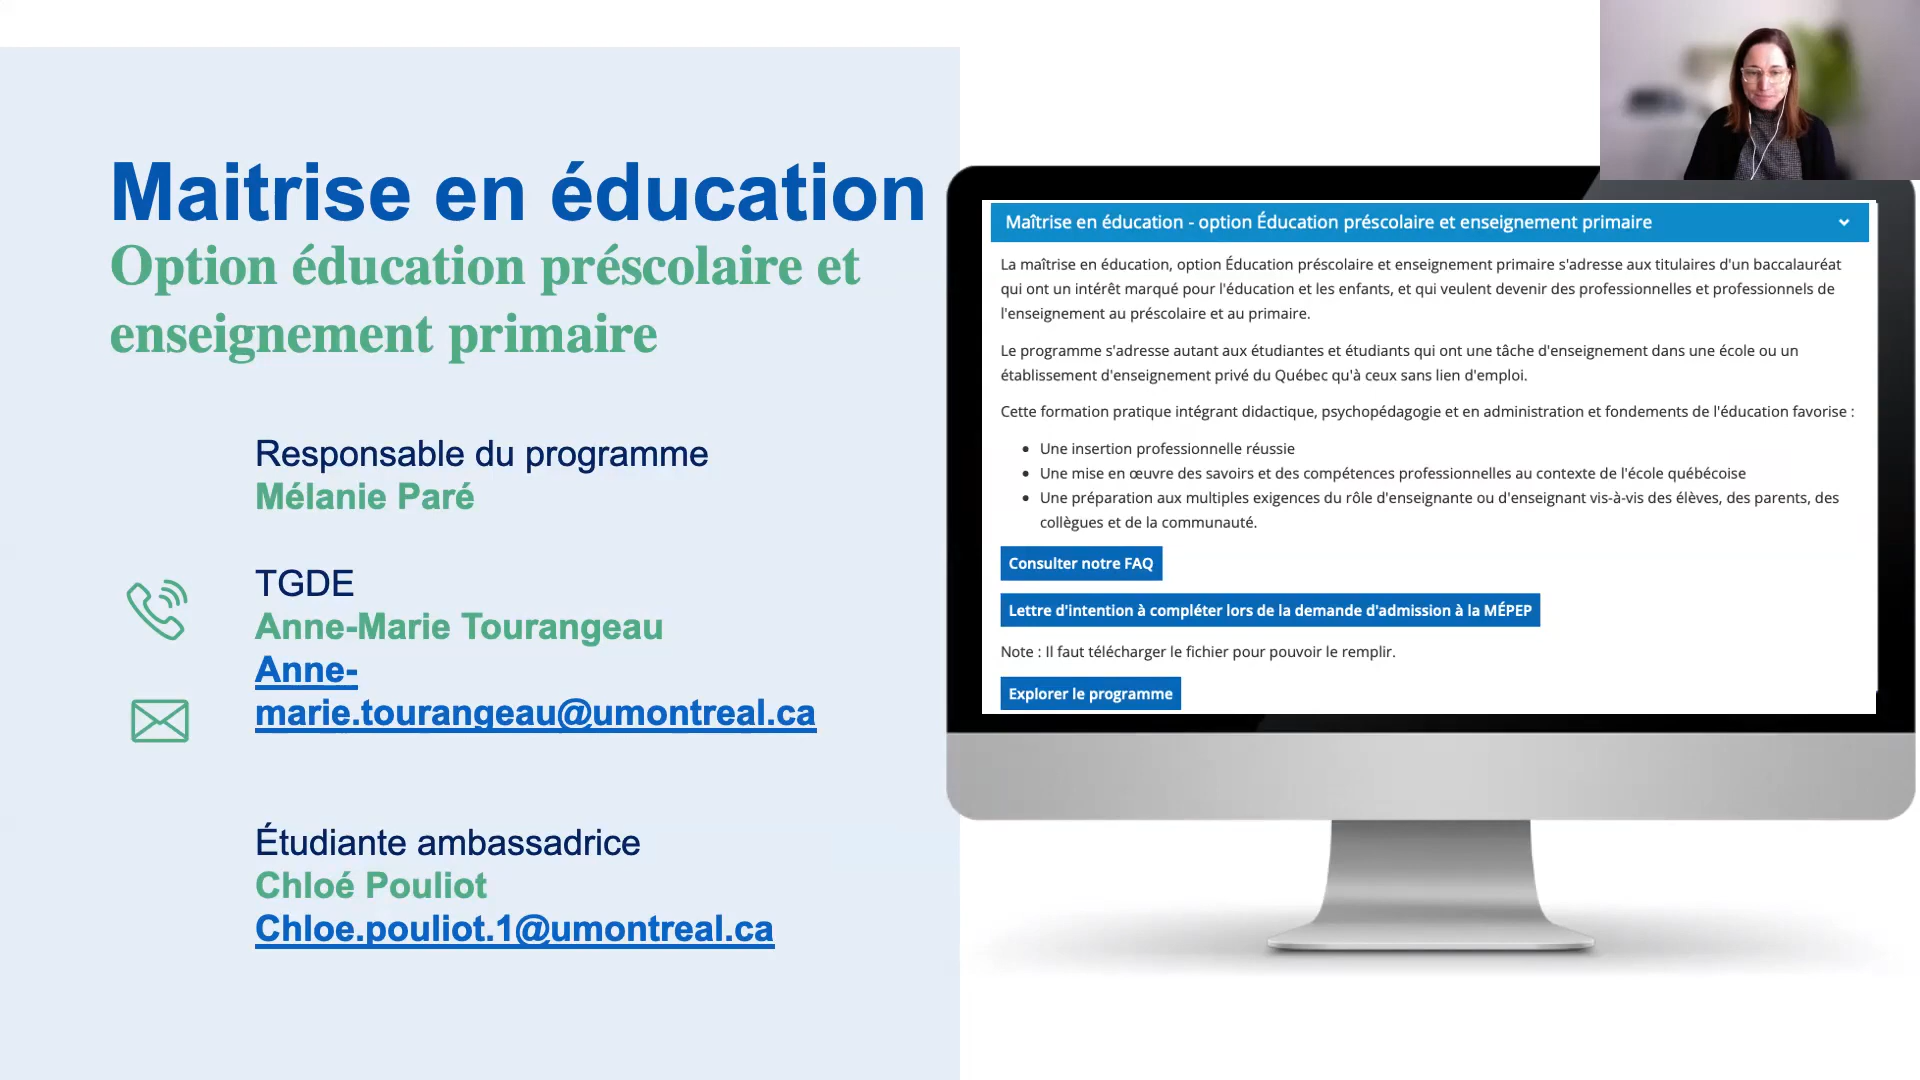 Maitrise en éducation
Option éducation préscolaire et
enseignement primaire
Responsable du programme
Mélanie Paré
TGDE
Anne-Marie Tourangeau
Anne-
marie.tourangeau@umontreal.ca
Étudiante ambassadrice
Chloé Pouliot
Chloe.pouliot.1@umontreal.ca
Maîtrise en éducation - option Éducation préscolaire et enseignement primaire
La maîtrise en éducation, option Éducation préscolaire et enseignement primaire s'adresse aux titulaires d'un baccalauréat
qui ont un intérêt marqué pour l'éducation et les enfants, et qui veulent devenir des professionnelles et professionnels de
l'enseignement au préscolaire et au primaire.
Le programme s'adresse autant aux étudiantes et étudiants qui ont une tâche d'enseignement dans une école ou un
établissement d'enseignement privé du Québec qu'à ceux sans lien d'emploi.
Cette formation pratique intégrant didactique, psychopédagogie et en administration et fondements de l'éducation favorise :
• Une insertion professionnelle réussie
• Une mise en œuvre des savoirs et des compétences professionnelles au contexte de l'école québécoise
• Une préparation aux multiples exigences du rôle d'enseignante ou d'enseignant vis-à-vis des élèves, des parents, des
collègues et de la communauté.
Consulter notre FAQ
Lettre d'intention à compléter lors de la demande d'admission à la MÉPEP
Note : Il faut télécharger le fichier pour pouvoir le remplir.
Explorer le programme